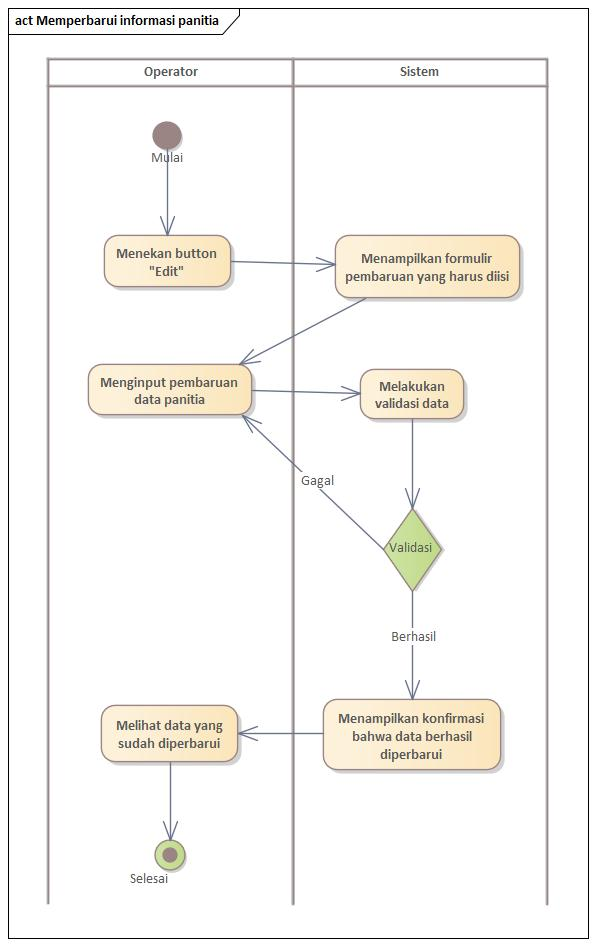 act Memperbarui informasi panitia
Operator
Sistem
Mulai
Menekan button
"Edit"
Menampilkan formulir
pembaruan yang harus diisi
Menginput pembaruan
data panitia
Melakukan
validasi data
Gagal
Validasi
Berhasil
Menampilkan konfirmasi
bahwa data berhasil
diperbarui
Melihat data yang
sudah diperbarui
Selesai